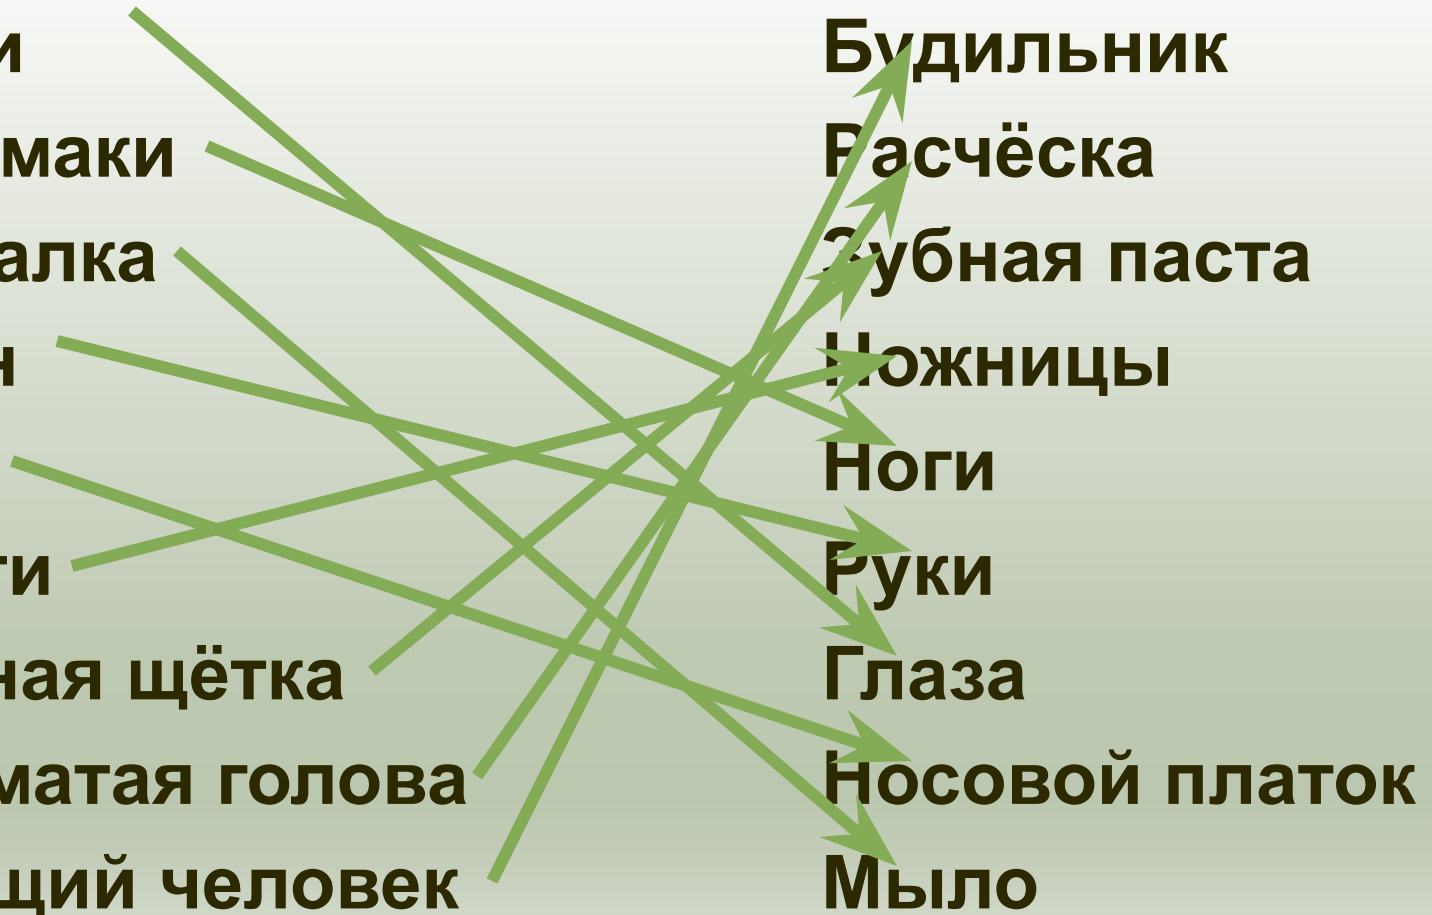 и Будильник
маки Расчёска
алка Зубная паста
н Ножницы
Ноги
ти Руки
ная щётка Глаза
матая голова Носовой платок
щий человек Мыло